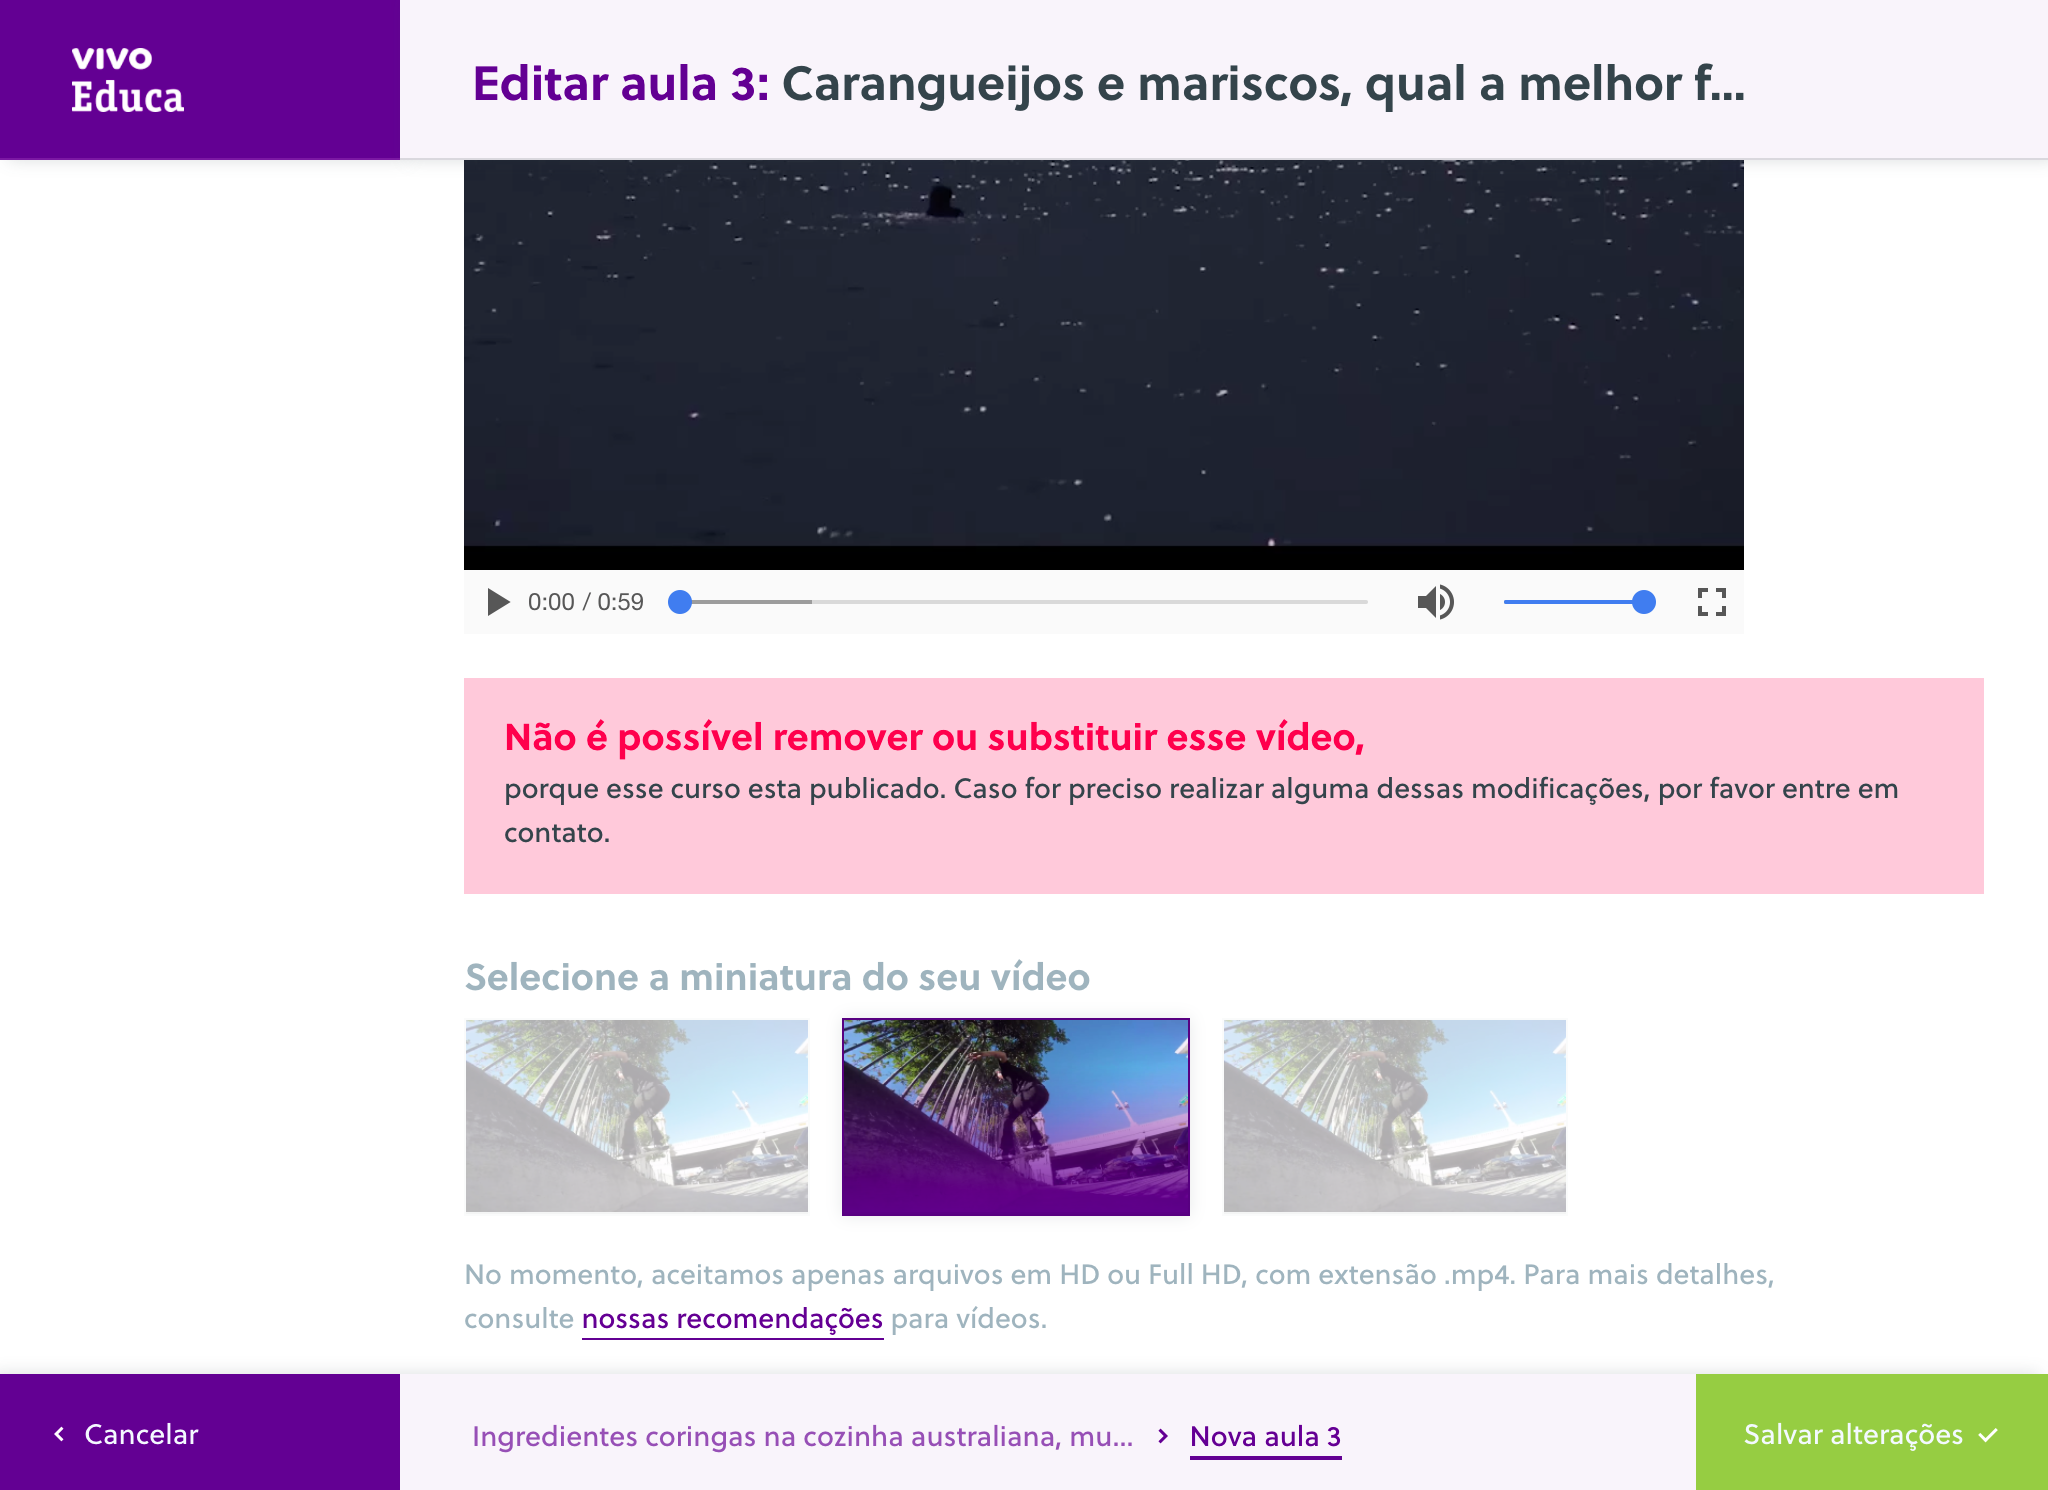 vivo
Educa
Editar aula 3: Carangueijos e mariscos, qual a melhor f...
0:00 / 0:59
Não é possível remover ou substituir esse vídeo,
porque esse curso esta publicado. Caso for preciso realizar alguma dessas modificações, por favor entre em
contato.
Selecione a miniatura do seu vídeo
No momento, aceitamos apenas arquivos em HD ou Full HD, com extensão .mp4. Para mais detalhes,
consulte nossas recomendações para vídeos.
Cancelar
Ingredientes coringas na cozinha australiana, mu... > Nova aula 3
Salvar alterações